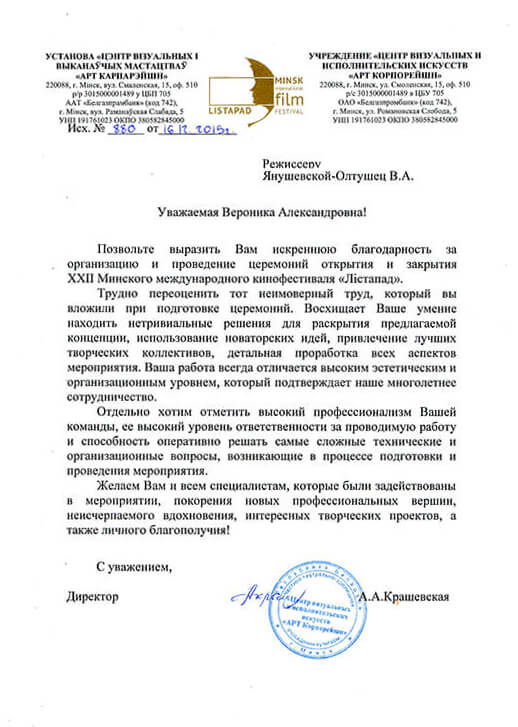 УСТАНОВА «ЦЭНТР ВІЗУАЛЬНЫХ І
ВЫКАНАЎЧЫХ МАСТАЦТВАЎ
«АРТ КАРПАРЭЙШН»
220088, г. Мінск, вул. Смаленская, 15, оф. 510
р/р 3015000001489 у ЦБП 705
ААТ «Белгазпрамбанк» (код 742),
г. Мінск, вул. Раманаўская Слабада, 5
УНП 191761023 ОКПО 380582845000
Исх. № 880 от 16.12.2015г.
MINSK
international
film
FESTIVAL
LISTAPAD
УЧРЕЖДЕНИЕ «ЦЕНТР ВИЗУАЛЬНЫХ И
ИСПОЛНИТЕЛЬСКИХ ИСКУССТВ
«АРТ КОРПОРЕЙШН»
220088, г. Минск, ул. Смоленская, 15, оф. 510
р/с 3015000001489 в ЦБУ 705
ОАО «Белгазпромбанк» (код 742),
г. Минск, ул. Романовская Слобода, 5
УНП 191761023 ОКПО 380582845000
Режиссеру
Янушевской-Олтушец В.А.
Уважаемая Вероника Александровна!
Позвольте выразить Вам искреннюю благодарность за
организацию и проведение церемоний открытия и закрытия
XXII Минского международного кинофестиваля «Лістапад».
Трудно переоценить тот неимоверный труд, который вы
вложили при подготовке церемоний. Восхищает Ваше умение
находить нетривиальные решения для раскрытия предлагаемой
концепции, использование новаторских идей, привлечение лучших
творческих коллективов, детальная проработка всех аспектов
мероприятия. Ваша работа всегда отличается высоким эстетическим и
организационным уровнем, который подтверждает наше многолетнее
сотрудничество.
Отдельно хотим отметить высокий профессионализм Вашей
команды, ее высокий уровень ответственности за проводимую работу
и способность оперативно решать самые сложные технические и
организационные вопросы, возникающие в процессе подготовки и
проведения мероприятия.
Желаем Вам и всем специалистам, которые были задействованы
в мероприятии, покорения новых профессиональных вершин,
неисчерпаемого вдохновения, интересных творческих проектов, а
также личного благополучия!
С уважением,
Директор
А.А.Крашевская
Центр визуальных
и исполнительских
искусств
«АРТ Корпорейшн»